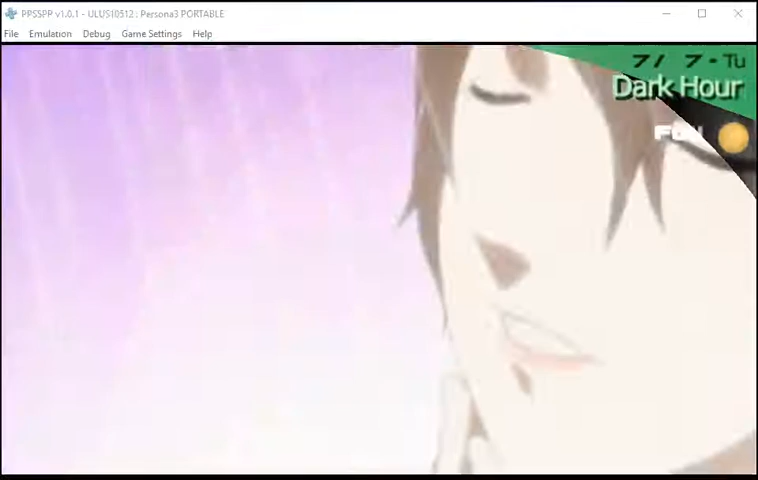 PPSSPP v1.0.1 - ULUS10512 : Persona3 PORTABLE
File Emulation Debug Game Settings Help
7/ 7 - Tu
Dark Hour